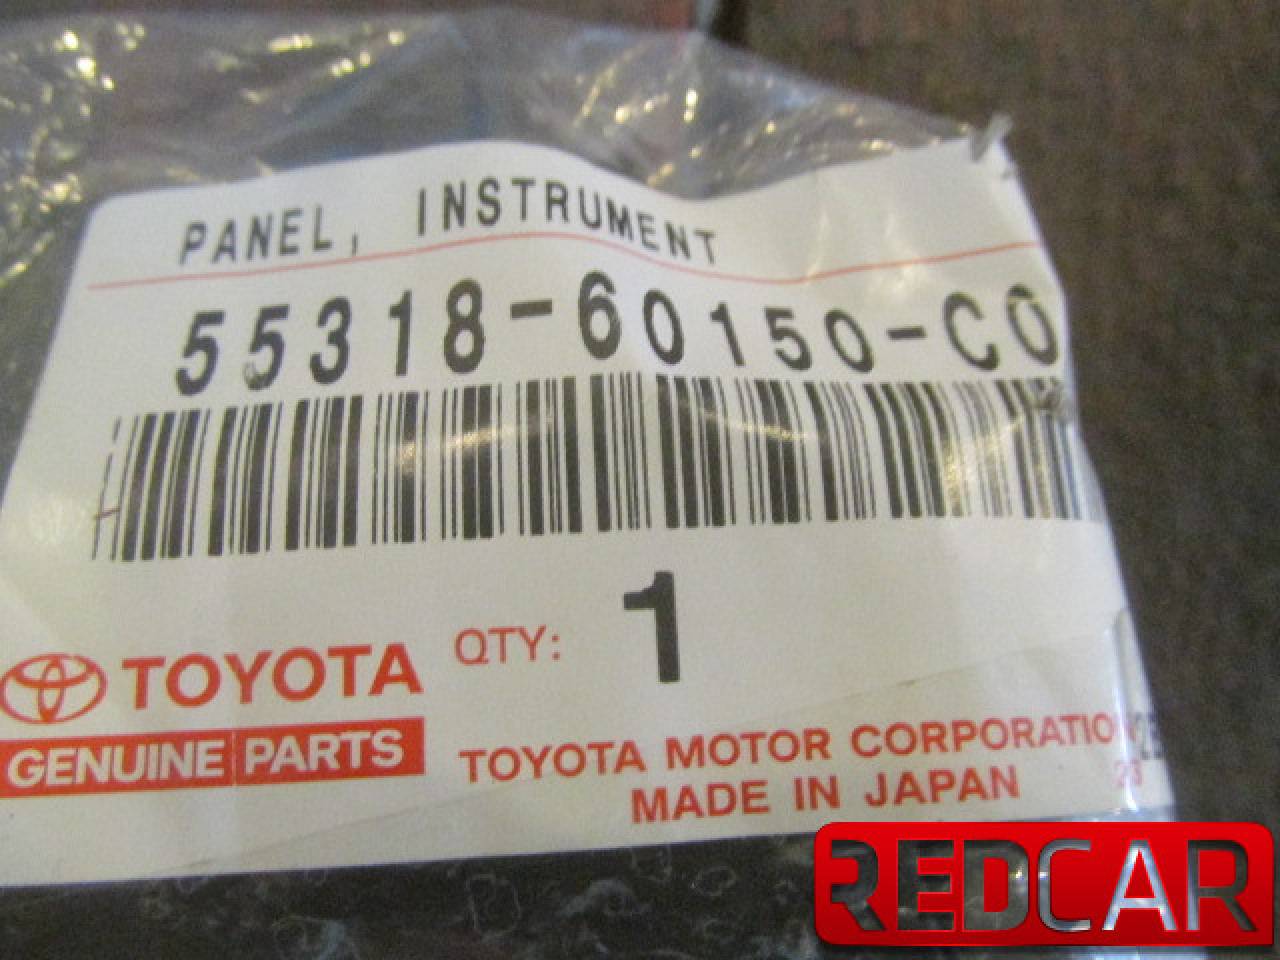 PANEL, INSTRUMENT
55318-60150-C0
QTY: 1
TOYOTA
GENUINE PARTS
TOYOTA MOTOR CORPORATIO
MADE IN JAPAN
REDCAR